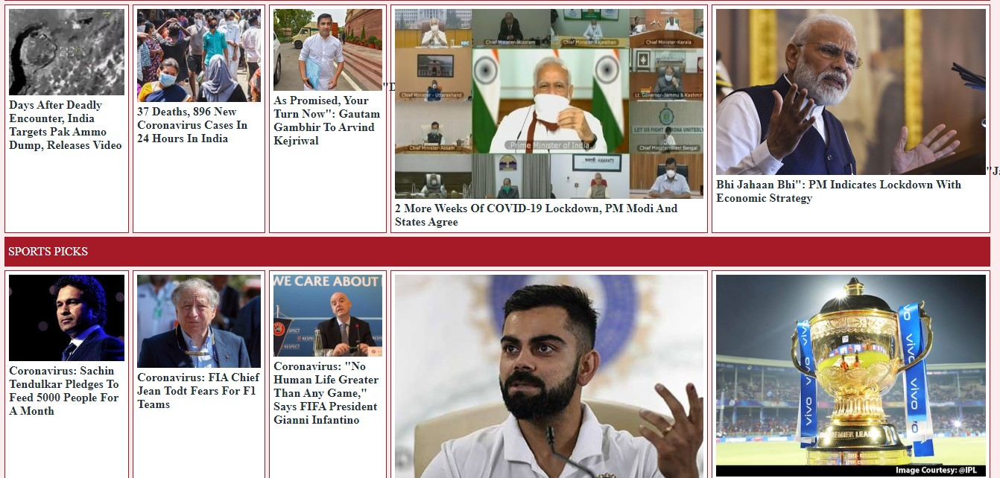 "D
"Ja
Days After Deadly
Encounter, India
Targets Pak Ammo
Dump, Releases Video
37 Deaths, 896 New
Coronavirus Cases In
24 Hours In India
As Promised, Your
Turn Now": Gautam
Gambhir To Arvind
Kejriwal
NBC
Chief Minister-Mizoram
Chief Minister-Rajasthan
Chief Minister-Kerala
Chief Minister - Uttarakhand
Lt. Governor-Jammu & Kashmir
Chief Minister-Assam
Prime Minister of India
LET US FIGHT
UNITEDLY
Chief Minister-West Bengal
KAVARATTI
2 More Weeks Of COVID-19 Lockdown, PM Modi And
States Agree
Bhi Jahaan Bhi": PM Indicates Lockdown With
Economic Strategy
SPORTS PICKS
Coronavirus: Sachin
Tendulkar Pledges To
Feed 5000 People For
A Month
Coronavirus: FIA Chief
Jean Todt Fears For F1
Teams
WE CARE ABOUT
RESPECT
RESPECT
Coronavirus: "No
Human Life Greater
Than Any Game,"
Says FIFA President
Gianni Infantino
vivo
vivo
vivo
vivo
PREMIER LEAGUE
Image Courtesy: @IPL